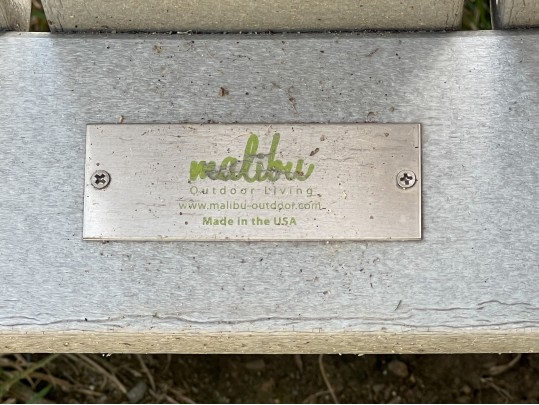 malibu
Outdoor Living
www.malibu-outdoor.com
Made in the USA